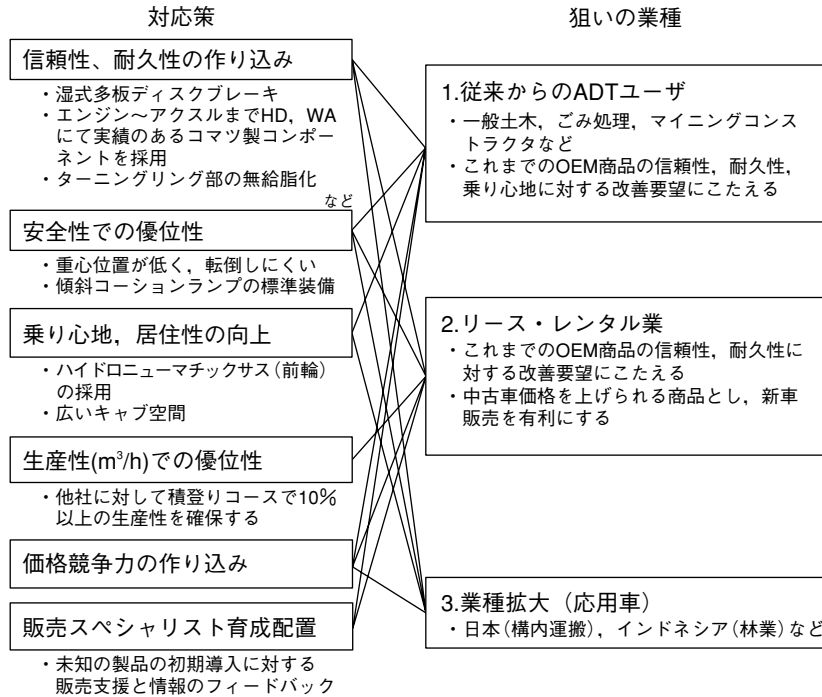 対応策
信頼性、耐久性の作り込み
・湿式多板ディスクブレーキ
・エンジン～アクスルまでHD，WA
にて実績のあるコマツ製コンポー
ネントを採用
・ターニングリング部の無給脂化
など
安全性での優位性
・重心位置が低く，転倒しにくい
・傾斜コーションランプの標準装備
乗り心地，居住性の向上
・ハイドロニューマチックサス（前輪）
の採用
・広いキャブ空間
生産性(m³/h)での優位性
・他社に対して積登りコースで10％
以上の生産性を確保する
価格競争力の作り込み
販売スペシャリスト育成配置
・未知の製品の初期導入に対する
販売支援と情報のフィードバック
狙いの業種
1.従来からのADTユーザ
・一般土木，ごみ処理，マイニングコンス
トラクタなど
・これまでのOEM商品の信頼性，耐久性，
乗り心地に対する改善要望にこたえる
2.リース・レンタル業
・これまでのOEM商品の信頼性，耐久性に
対する改善要望にこたえる
・中古車価格を上げられる商品とし，新車
販売を有利にする
3.業種拡大（応用車）
・日本（構内運搬），インドネシア（林業）など